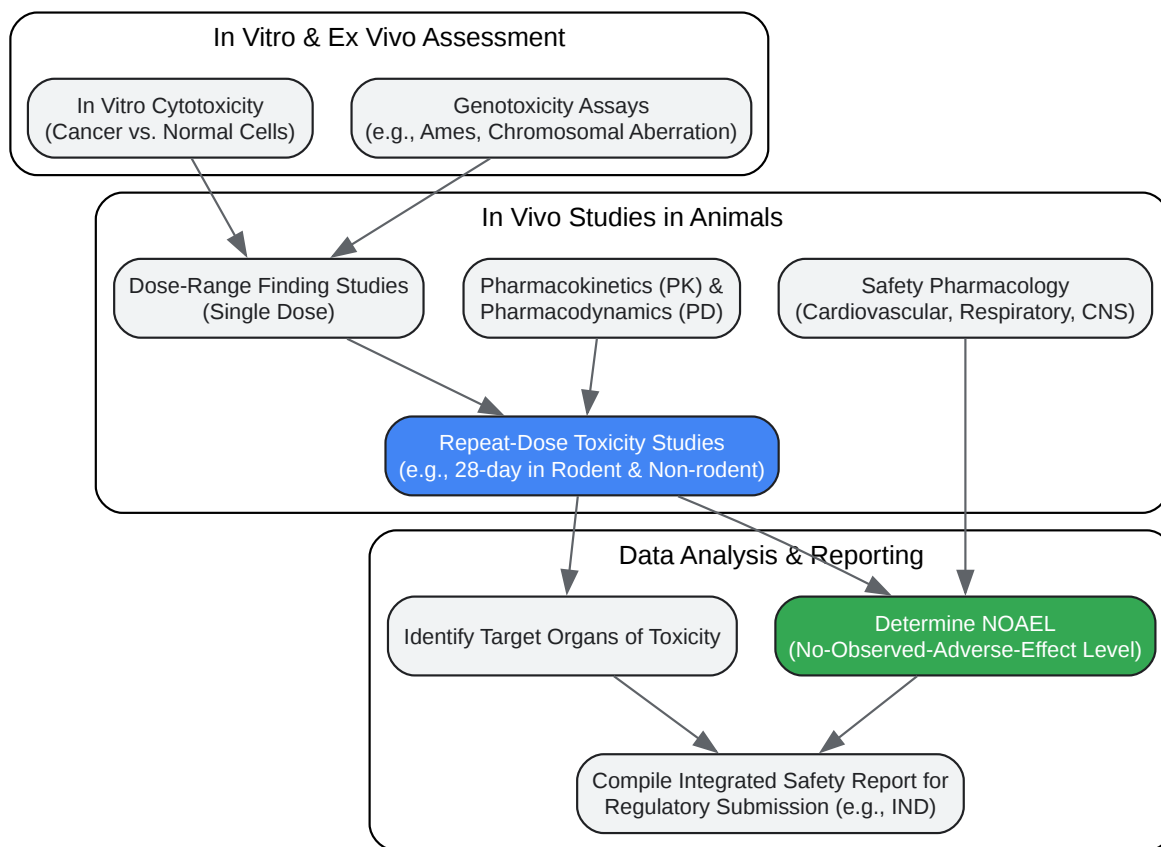 In Vitro & Ex Vivo Assessment
In Vitro Cytotoxicity
(Cancer vs. Normal Cells)
Genotoxicity Assays
(e.g., Ames, Chromosomal Aberration)
In Vivo Studies in Animals
Dose-Range Finding Studies
(Single Dose)
Pharmacokinetics (PK) &
Pharmacodynamics (PD)
Safety Pharmacology
(Cardiovascular, Respiratory, CNS)
Repeat-Dose Toxicity Studies
(e.g., 28-day in Rodent & Non-rodent)
Data Analysis & Reporting
Identify Target Organs of Toxicity
Determine NOAEL
(No-Observed-Adverse-Effect Level)
Compile Integrated Safety Report for
Regulatory Submission (e.g., IND)